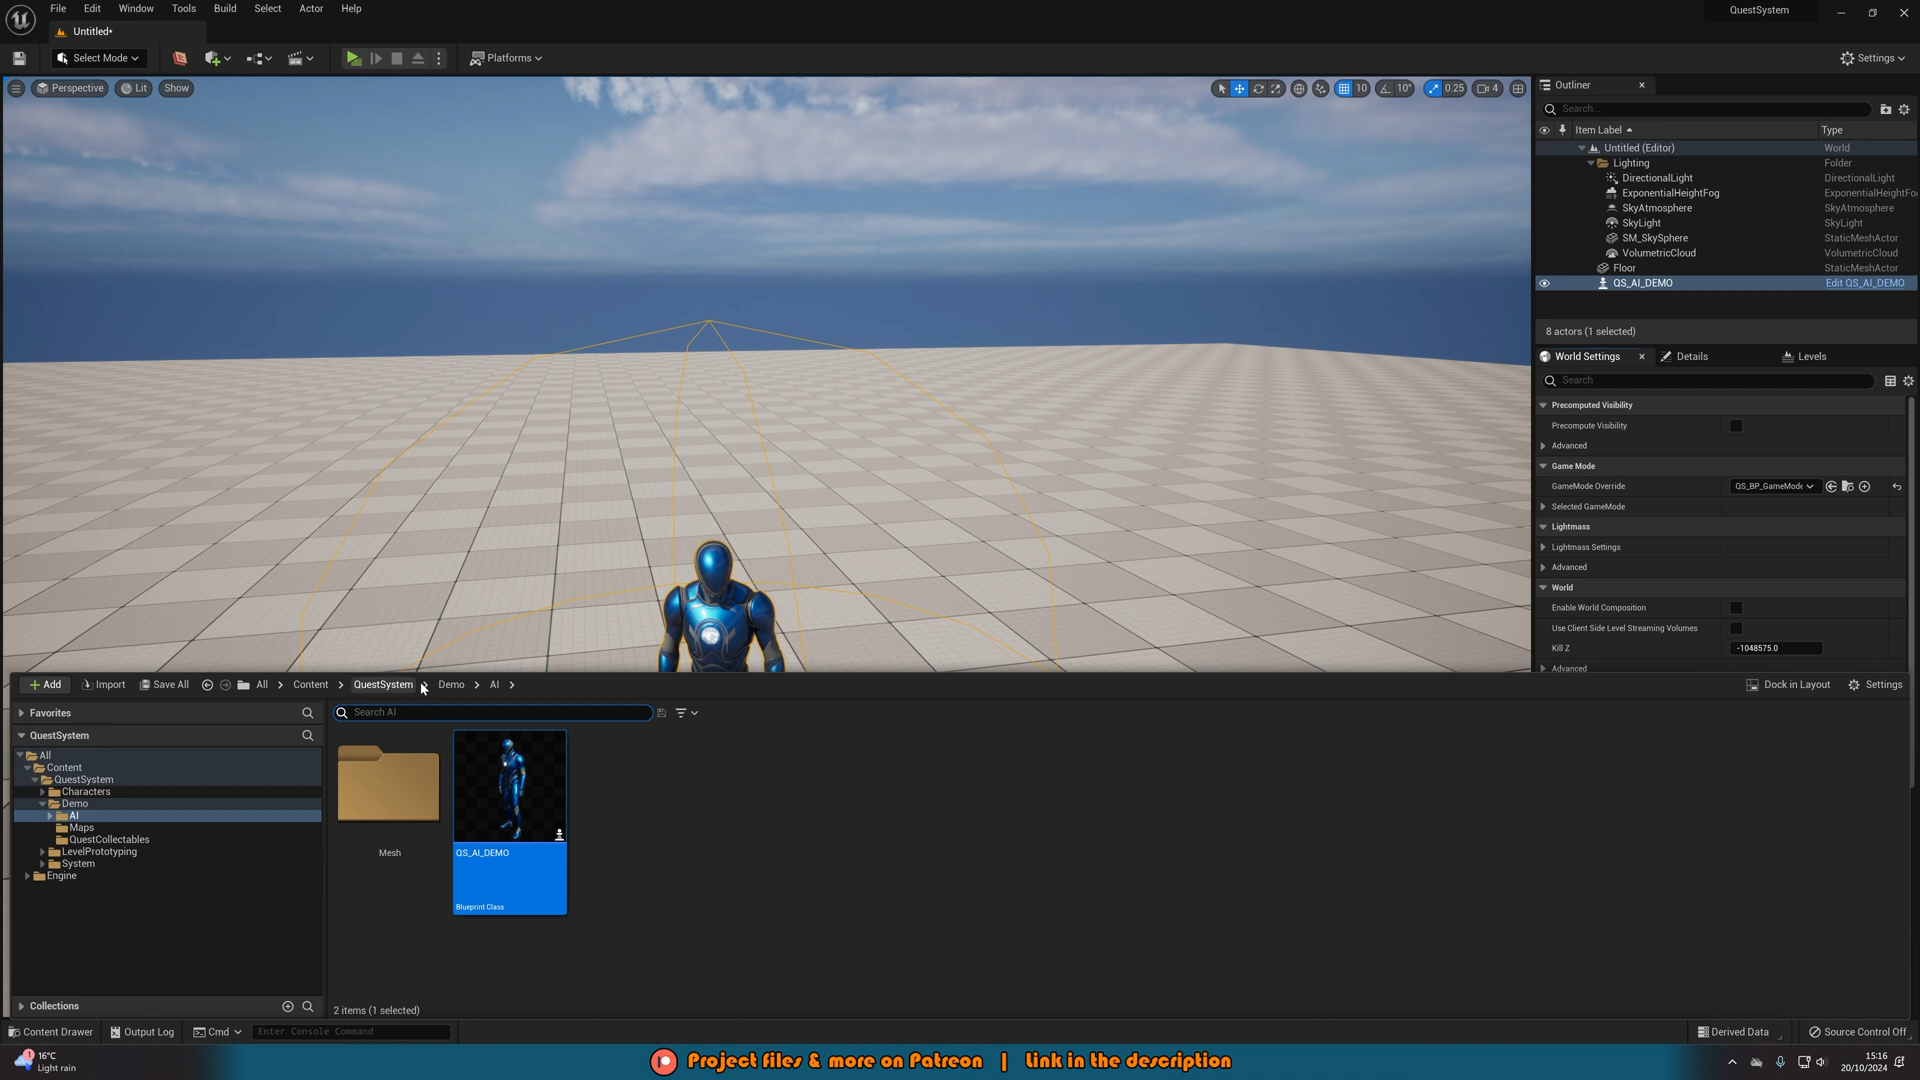 File Edit Window Tools Build Select Actor Help
QuestSystem
Untitled*
Select Mode
Platforms
Settings
Perspective Lit Show
10 10° 0.25 4
Outliner
Search...
Item Label Type
Untitled (Editor) World
Lighting Folder
DirectionalLight DirectionalLight
ExponentialHeightFog ExponentialHeightFo
SkyAtmosphere SkyAtmosphere
SkyLight SkyLight
SM_SkySphere StaticMeshActor
VolumetricCloud VolumetricCloud
Floor StaticMeshActor
QS_AI_DEMO Edit QS_AI_DEMO
8 actors (1 selected)
World Settings Details Levels
Search
Precomputed Visibility
Precompute Visibility
Advanced
Game Mode
GameMode Override QS_BP_GameMode
Selected GameMode
Lightmass
Lightmass Settings
Advanced
World
Enable World Composition
Use Client Side Level Streaming Volumes
Kill Z -1048575.0
Advanced
Add Import Save All All Content QuestSystem Demo AI Dock in Layout Settings
Favorites
Search AI
QuestSystem
All
Content
QuestSystem
Characters
Demo
AI
Maps
QuestCollectables
LevelPrototyping
System
Engine
Mesh
QS_AI_DEMO
Blueprint Class
Collections
2 items (1 selected)
Content Drawer Output Log Cmd Enter Console Command Derived Data Source Control Off
1
16°C
Light rain
Project files & more on Patreon | Link in the description
15:16
20/10/2024